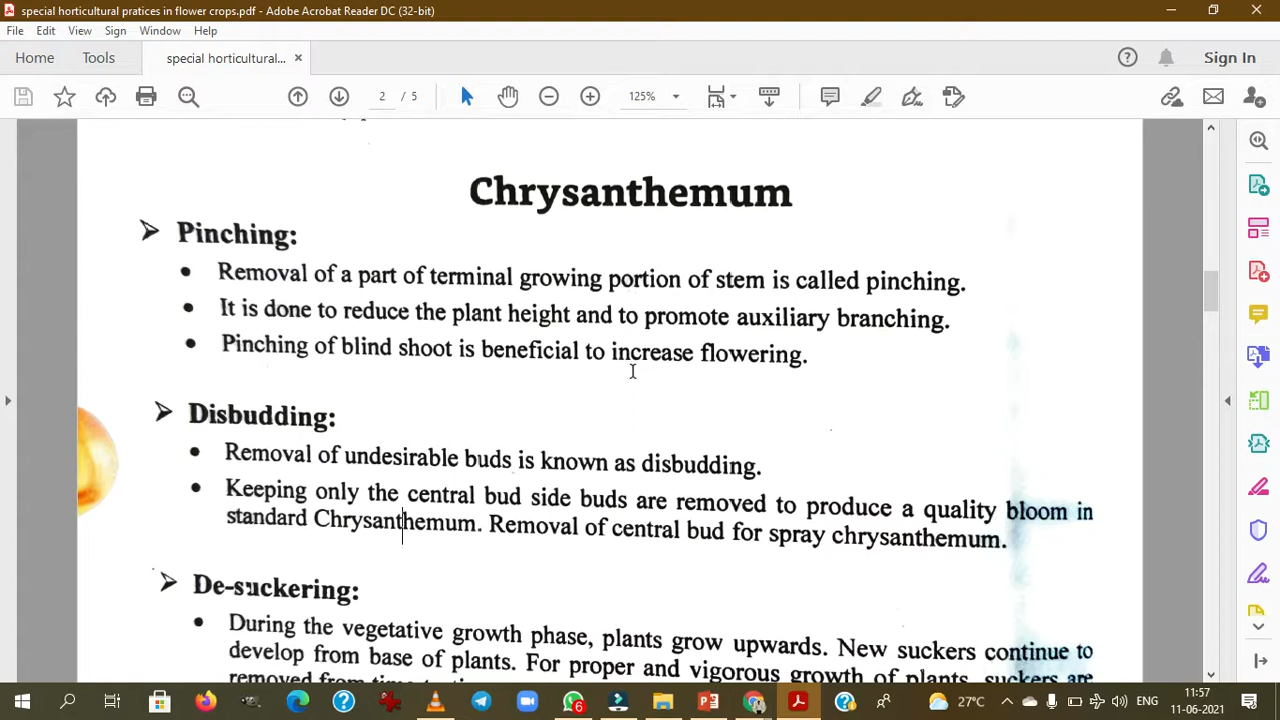 special horticultural pratices in flower crops.pdf - Adobe Acrobat Reader DC (32-bit)
File Edit View Sign Window Help
Home Tools special horticultural... × Sign In
2 / 5 125%
Chrysanthemum
➢ Pinching:
• Removal of a part of terminal growing portion of stem is called pinching.
• It is done to reduce the plant height and to promote auxiliary branching.
• Pinching of blind shoot is beneficial to increase flowering.
➢ Disbudding:
• Removal of undesirable buds is known as disbudding.
• Keeping only the central bud side buds are removed to produce a quality bloom in
standard Chrysanthemum. Removal of central bud for spray chrysanthemum.
➢ De-suckering:
• During the vegetative growth phase, plants grow upwards. New suckers continue to
develop from base of plants. For proper and vigorous growth of plants, suckers are
removed from time to
6 27°C ENG 11:57
11-06-2021